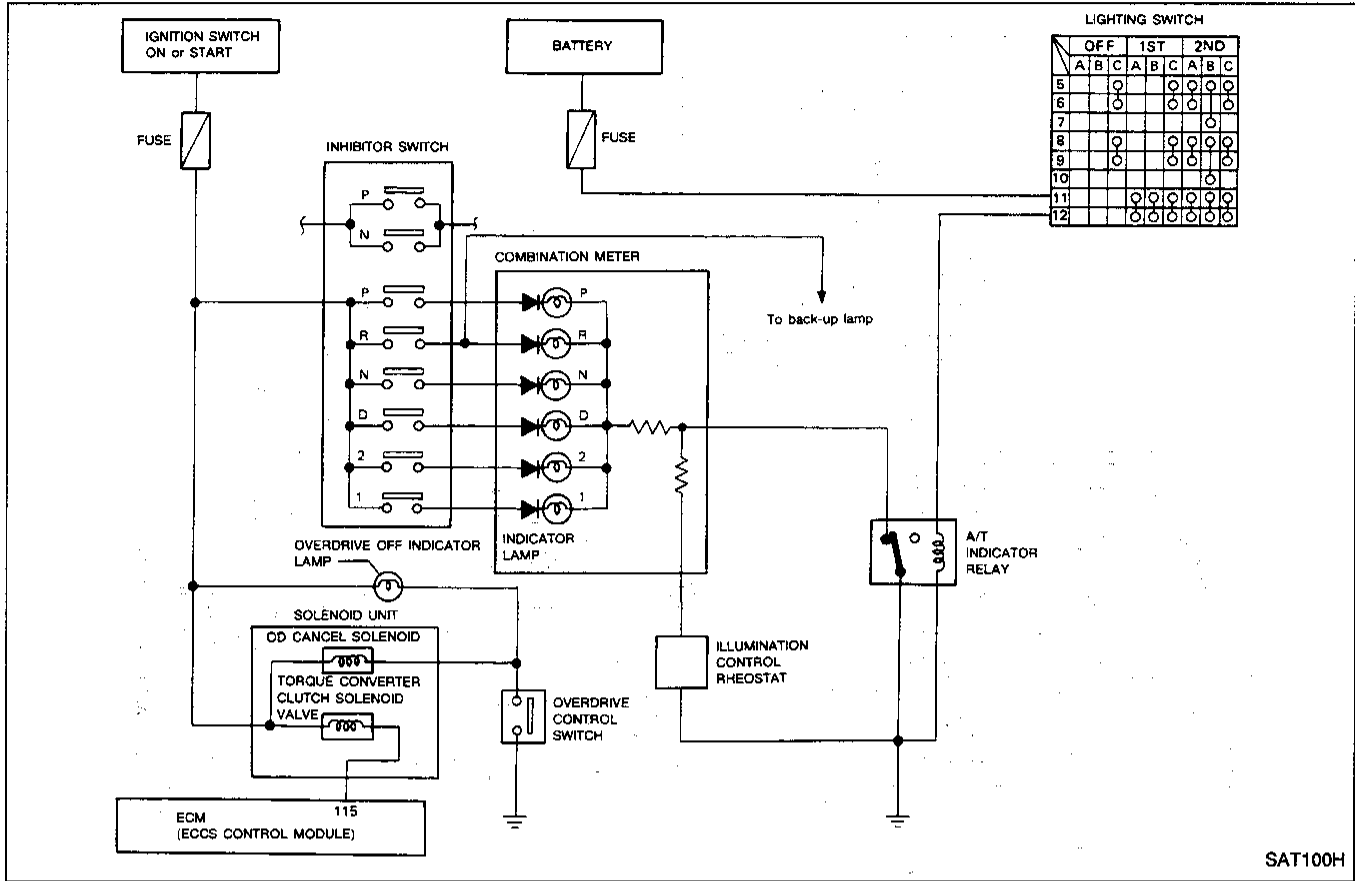 IGNITION SWITCH
ON or START
BATTERY
LIGHTING SWITCH
OFF 1ST 2ND
A B C A B C A B C
5
6
7
8
9
10
11
12
FUSE
FUSE
INHIBITOR SWITCH
P
N
COMBINATION METER
P P
R R
N N
D D
2 2
1 1
To back-up lamp
INDICATOR
LAMP
OVERDRIVE OFF INDICATOR
LAMP
A/T
INDICATOR
RELAY
SOLENOID UNIT
OD CANCEL SOLENOID
TORQUE CONVERTER
CLUTCH SOLENOID
VALVE
ILLUMINATION
CONTROL
RHEOSTAT
OVERDRIVE
CONTROL
SWITCH
115
ECM
(ECCS CONTROL MODULE)
SAT100H